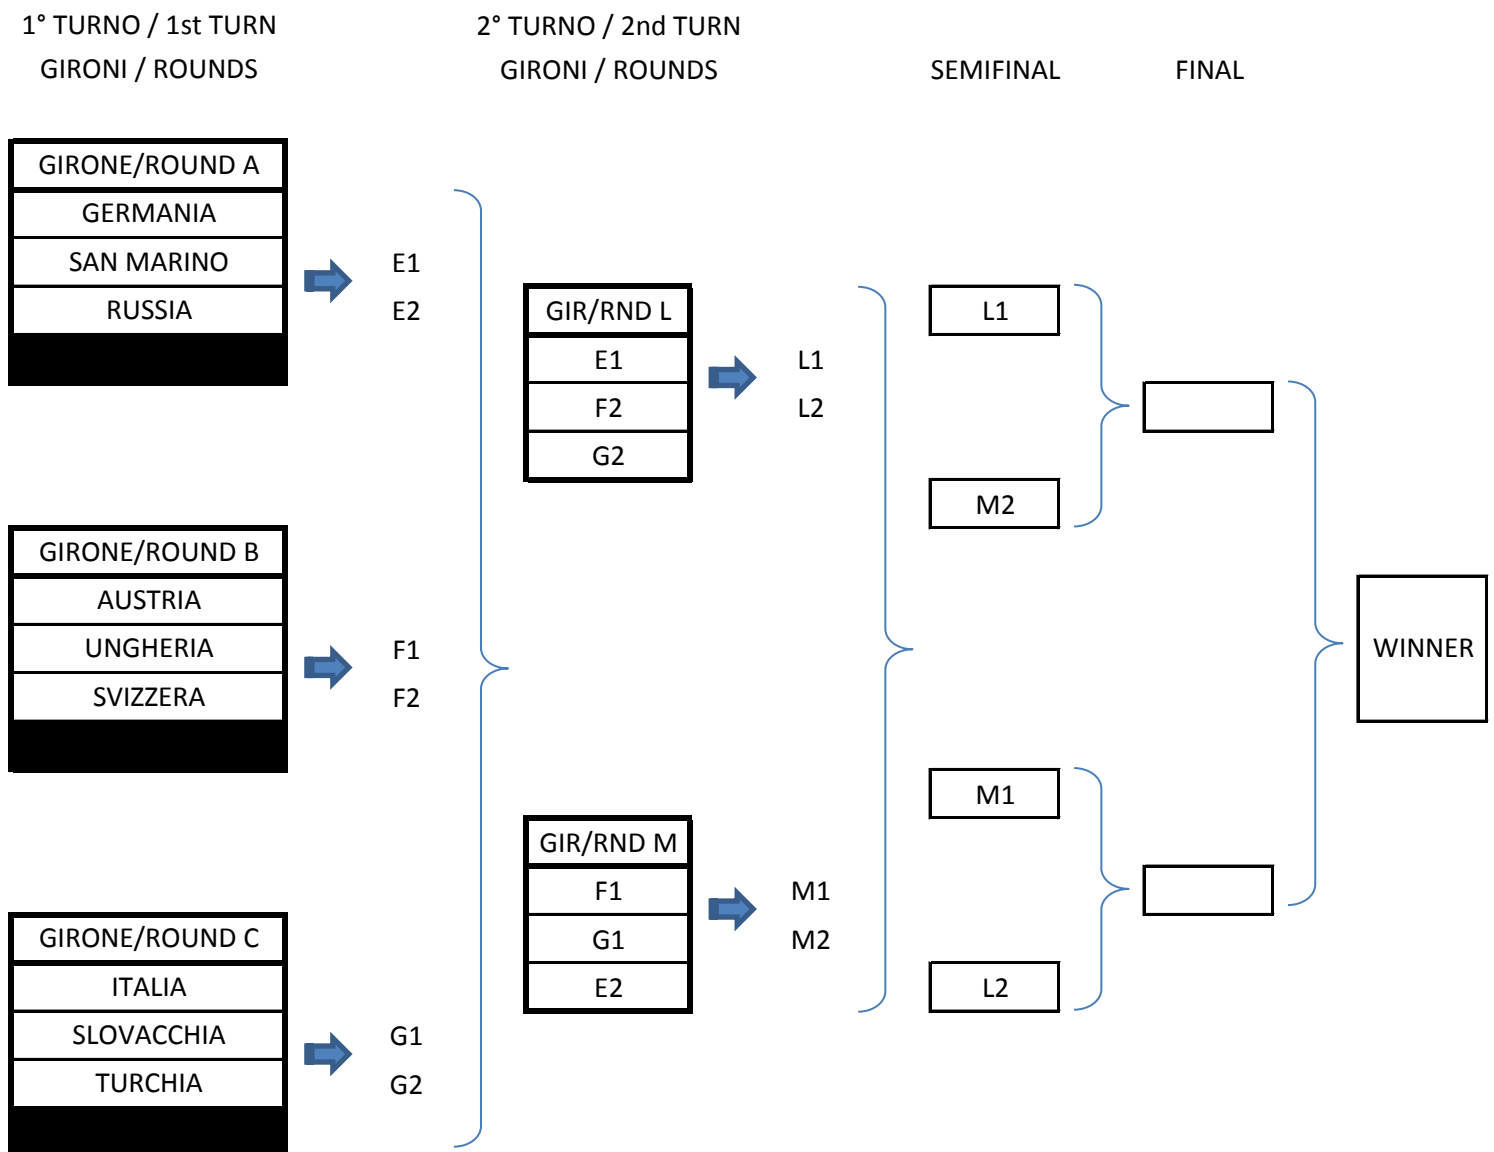 1° TURNO / 1st TURN
GIRONI / ROUNDS
2° TURNO / 2nd TURN
GIRONI / ROUNDS
SEMIFINAL
FINAL
GIRONE/ROUND A
GERMANIA
SAN MARINO
RUSSIA
E1
E2
GIRONE/ROUND B
AUSTRIA
UNGHERIA
SVIZZERA
F1
F2
GIRONE/ROUND C
ITALIA
SLOVACCHIA
TURCHIA
G1
G2
GIR/RND L
E1
F2
G2
L1
L2
GIR/RND M
F1
G1
E2
M1
M2
L1
M2
M1
L2
WINNER